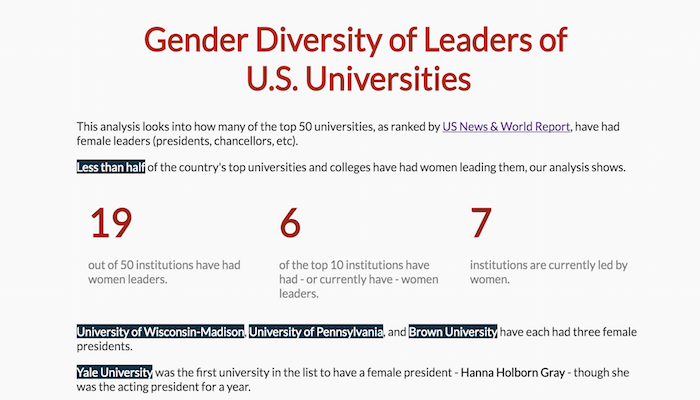 Gender Diversity of Leaders of
U.S. Universities
This analysis looks into how many of the top 50 universities, as ranked by US News & World Report, have had
female leaders (presidents, chancellors, etc).
Less than half of the country's top universities and colleges have had women leading them, our analysis shows.
19
out of 50 institutions have had
women leaders.
6
of the top 10 institutions have
had - or currently have - women
leaders.
7
institutions are currently led by
women.
University of Wisconsin-Madison, University of Pennsylvania, and Brown University have each had three female
presidents.
Yale University was the first university in the list to have a female president - Hanna Holborn Gray - though she
was the acting president for a year.